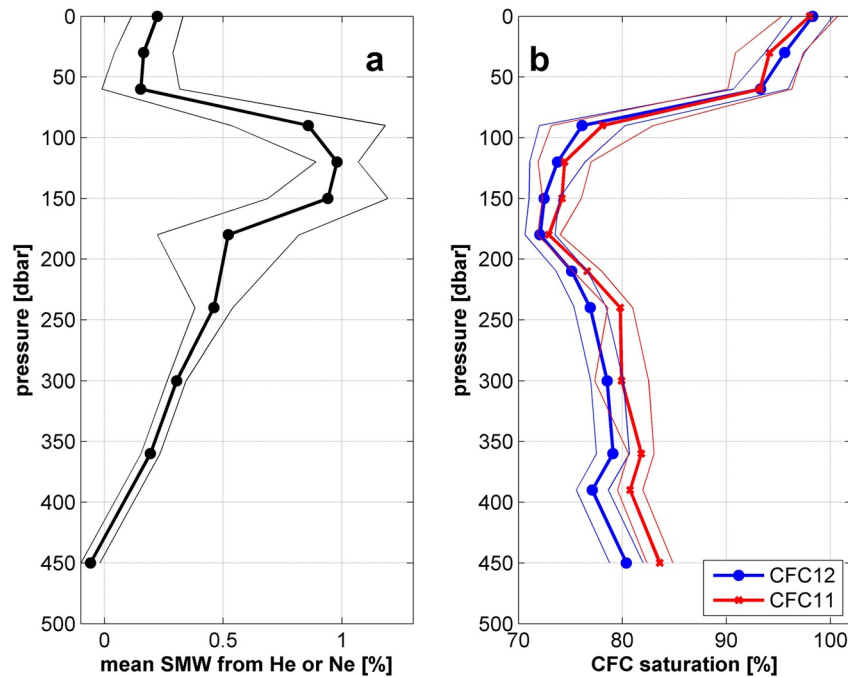 a
0
50
100
150
200
250
300
350
400
450
500
pressure [dbar]
0 0.5 1
mean SMW from He or Ne [%]
b
0
50
100
150
200
250
300
350
400
450
500
pressure [dbar]
70 80 90 100
CFC saturation [%]
CFC12
CFC11